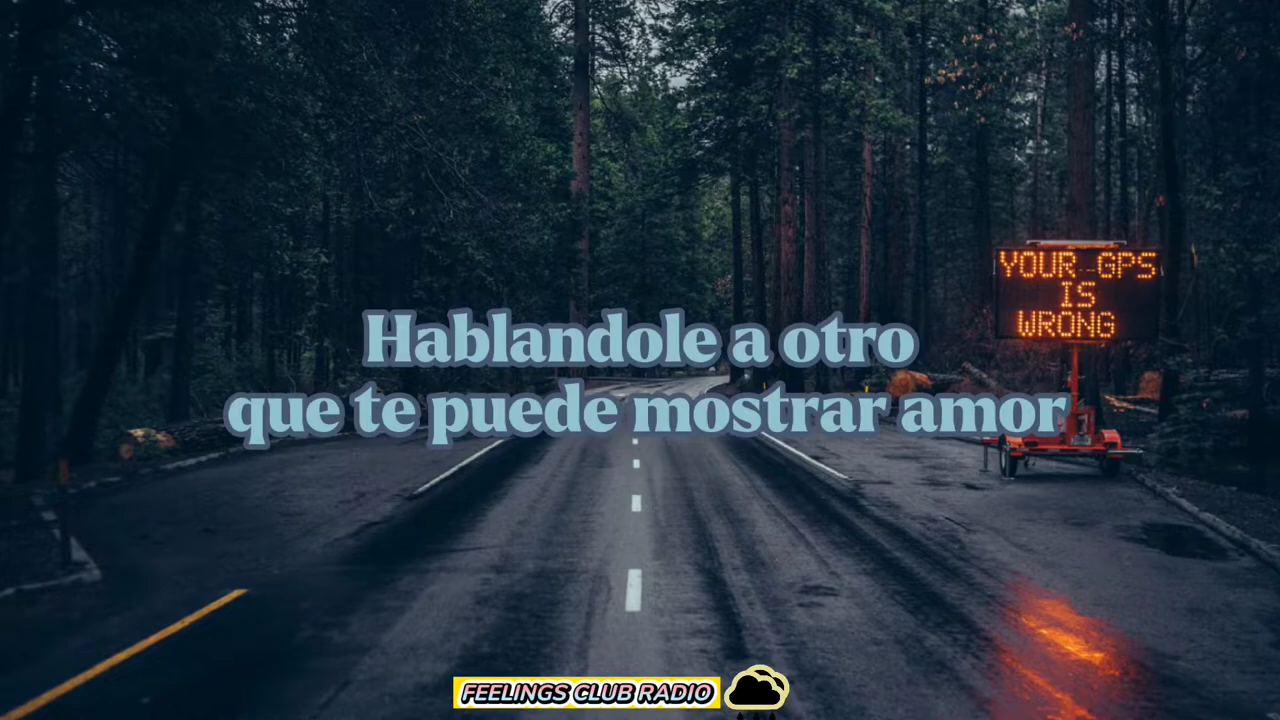 YOUR GPS
IS
WRONG
Hablandole a otro
que te puede mostrar amor
FEELINGS CLUB RADIO